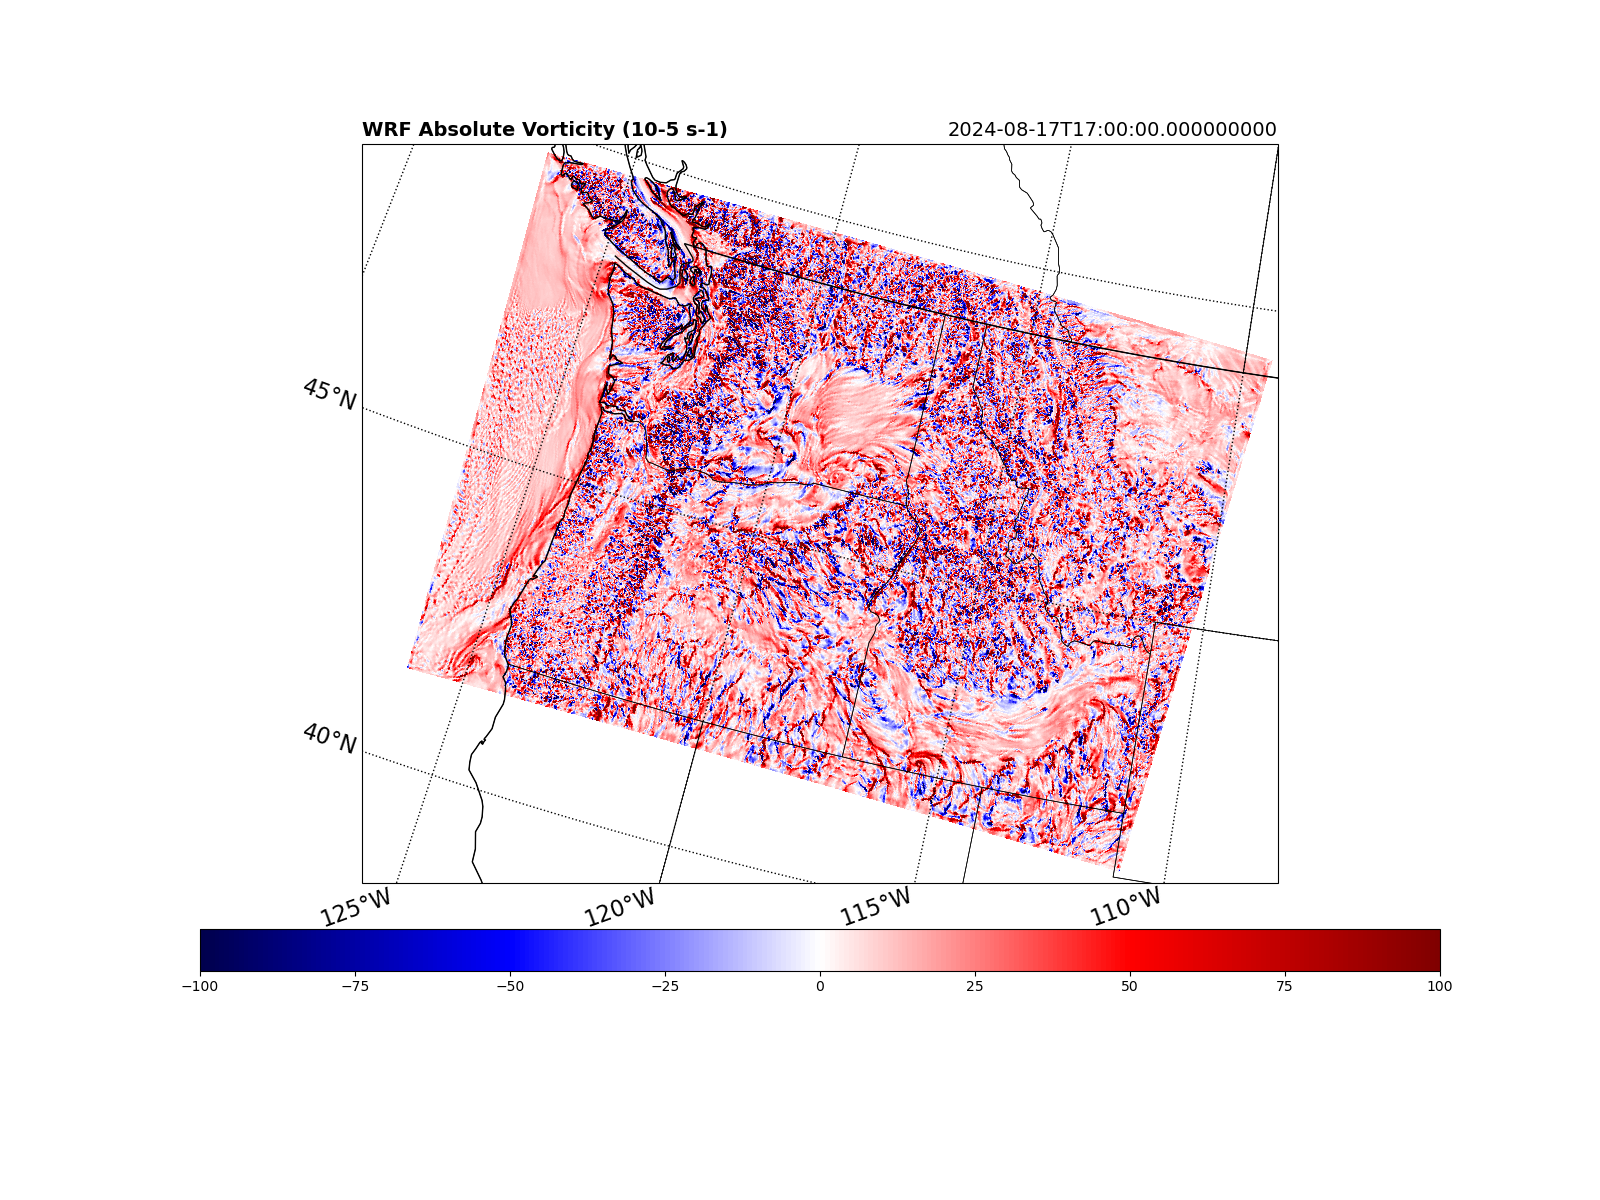 WRF Absolute Vorticity (10-5 s-1)
2024-08-17T17:00:00.000000000
45°N
40°N
125°W
120°W
115°W
110°W
−100
−75
−50
−25
0
25
50
75
100